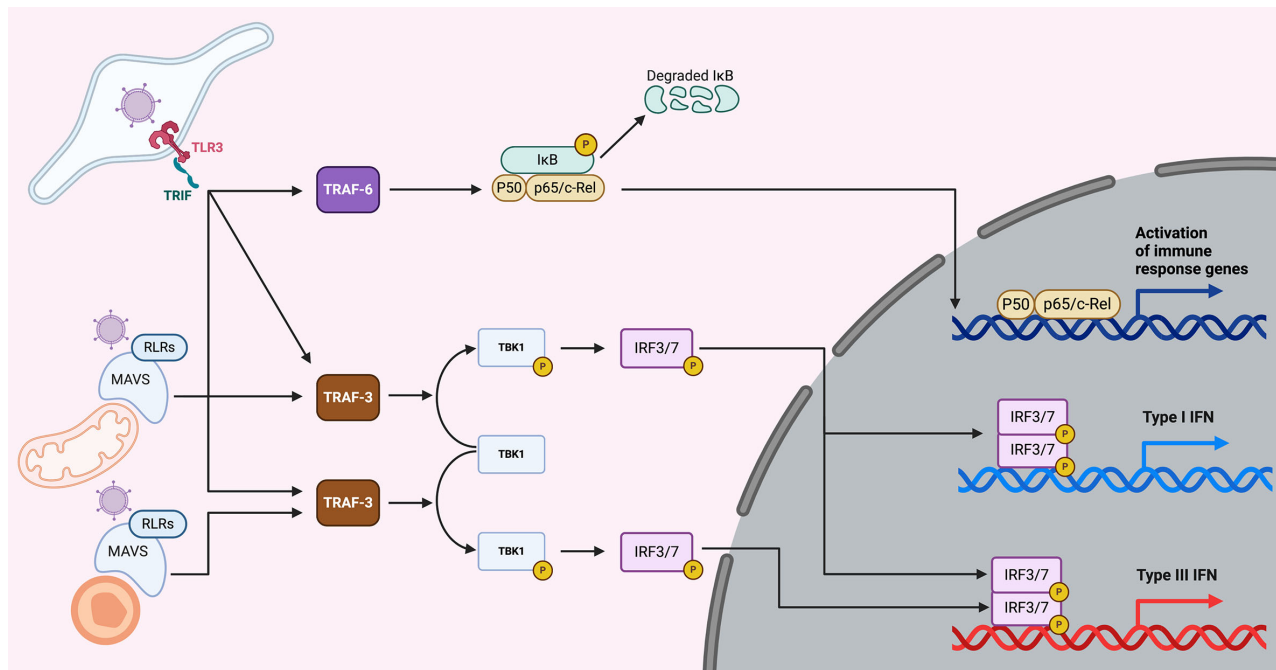 Degraded IκB
P
IκB
TLR3
TRIF
TRAF-6
P50
p65/c-Rel
Activation
of immune
response genes
P50
p65/c-Rel
RLRs
MAVS
TRAF-3
TBK1
P
IRF3/7
P
TBK1
IRF3/7
P
IRF3/7
P
Type I IFN
RLRs
MAVS
TRAF-3
TBK1
P
IRF3/7
P
IRF3/7
P
IRF3/7
P
Type III IFN